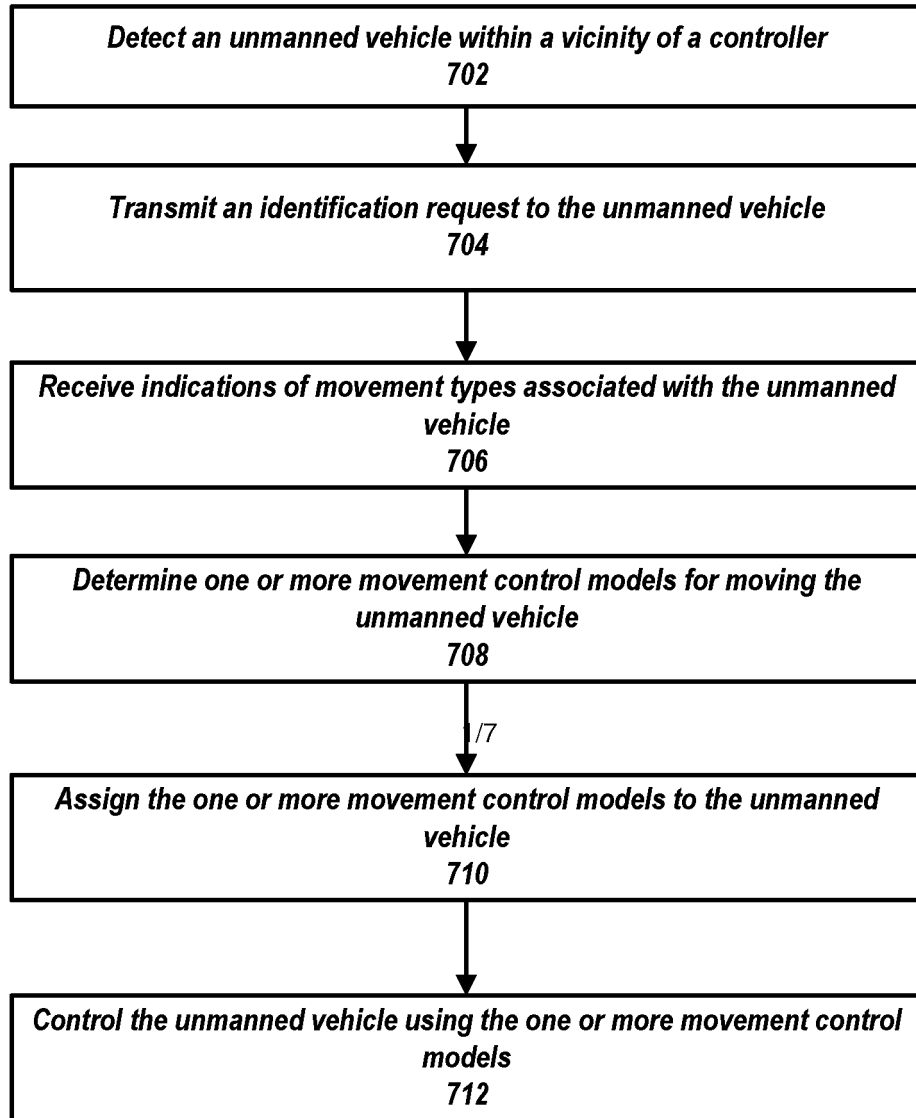 Detect an unmanned vehicle within a vicinity of a controller
702
Transmit an identification request to the unmanned vehicle
704
Receive indications of movement types associated with the unmanned
vehicle
706
Determine one or more movement control models for moving the
unmanned vehicle
708
1/7
Assign the one or more movement control models to the unmanned
vehicle
710
Control the unmanned vehicle using the one or more movement control
models
712